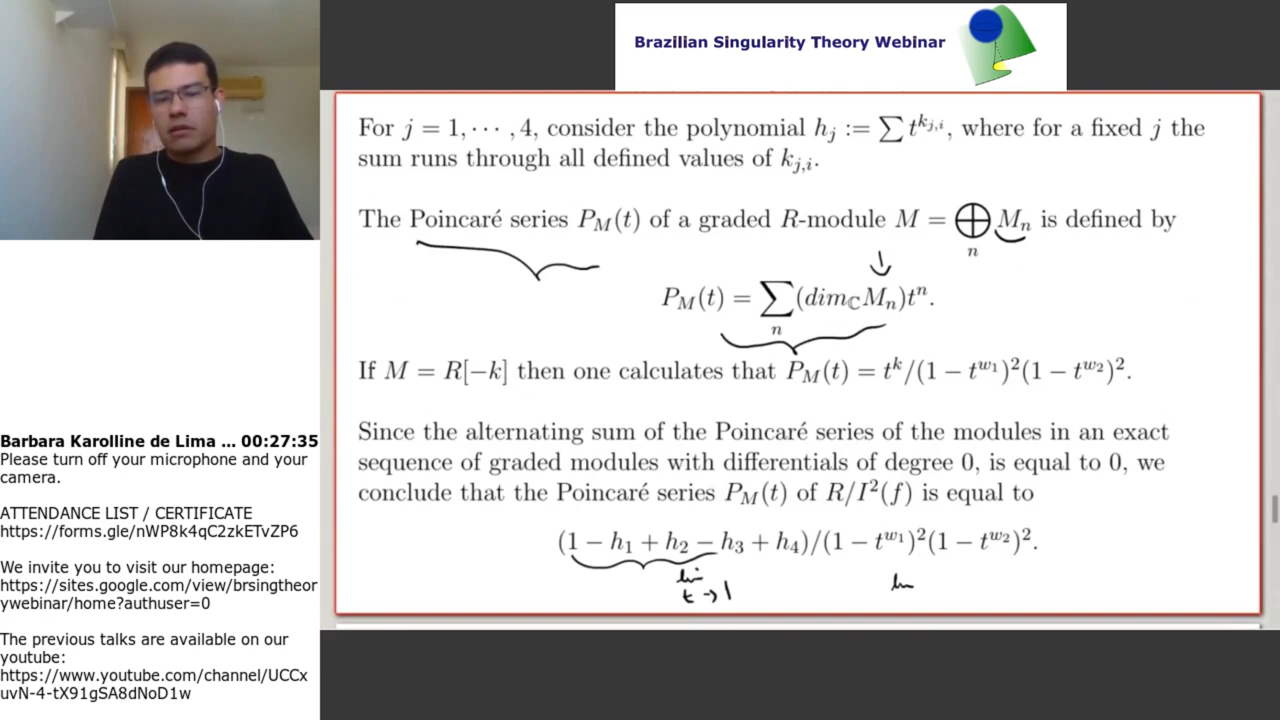 Brazilian Singularity Theory Webinar
For $j = 1, \cdots, 4$, consider the polynomial $h_j := \sum t^{k_{j,i}}$, where for a fixed $j$ the
sum runs through all defined values of $k_{j,i}$.
The Poincaré series $P_M(t)$ of a graded $R$-module $M = \bigoplus_n M_n$ is defined by
$P_M(t) = \sum_n (dim_{\mathbb{C}} M_n) t^n.$
If $M = R[-k]$ then one calculates that $P_M(t) = t^k/(1 - t^{w_1})^2(1 - t^{w_2})^2$.
Since the alternating sum of the Poincaré series of the modules in an exact
sequence of graded modules with differentials of degree 0, is equal to 0, we
conclude that the Poincaré series $P_M(t)$ of $R/I^2(f)$ is equal to
$(1 - h_1 + h_2 - h_3 + h_4)/(1 - t^{w_1})^2(1 - t^{w_2})^2.$
lim
t → 1
Barbara Karolline de Lima ... 00:27:35
Please turn off your microphone and your
camera.
ATTENDANCE LIST / CERTIFICATE
https://forms.gle/nWP8k4qC2zkETvZP6
We invite you to visit our homepage:
https://sites.google.com/view/brsingtheor
ywebinar/home?authuser=0
The previous talks are available on our
youtube:
https://www.youtube.com/channel/UCCx
uvN-4-tX91gSA8dNoD1w